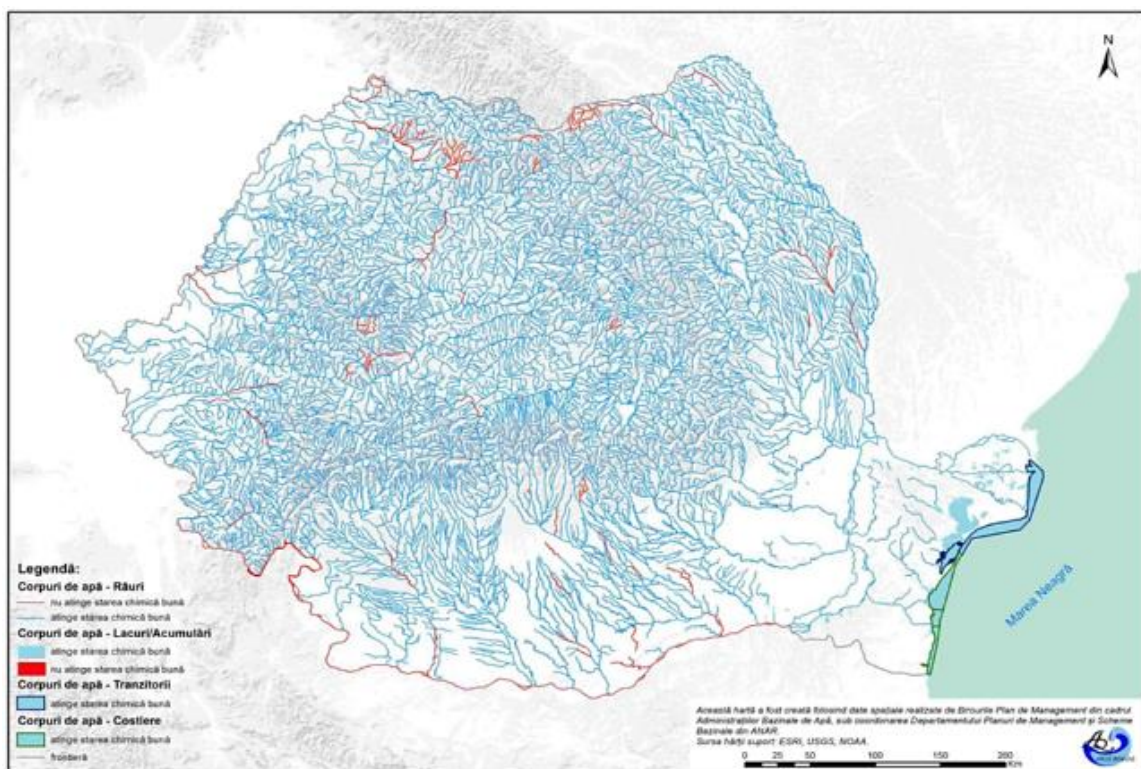 N
Marea Neagră
Legendă:
Corpuri de apă - Râuri
nu atinge starea chimică bună
atinge starea chimică bună
Corpuri de apă - Lacuri/Acumulări
atinge starea chimică bună
nu atinge starea chimică bună
Corpuri de apă - Tranzitorii
atinge starea chimică bună
Corpuri de apă - Costiere
atinge starea chimică bună
frontieră
Această hartă a fost creată folosind date spațiale realizate de Birourile Plan de Management din cadrul
Administrațiilor Bazinale de Apă, sub coordonarea Departamentului Planuri de Management și Scheme
Bazinale din ANAR.
Sursa hărții suport: ESRI, USGS, NOAA.
0 25 50 100 150 200
Km